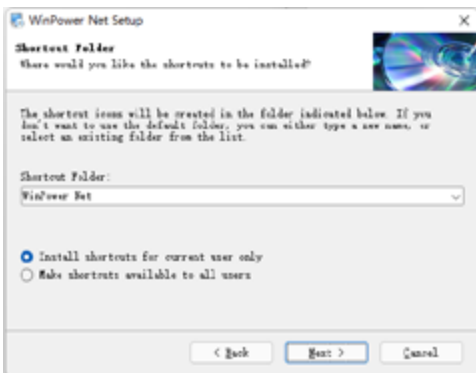 WinPower Net Setup
Shortcut Folder
Where would you like the shortcuts to be installed?
The shortcut icons will be created in the folder indicated below. If you
don't want to use the default folder, you can either type a new name, or
select an existing folder from the list.
Shortcut Folder:
WinPower Net
Install shortcuts for current user only
Make shortcuts available to all users
< Back
Next >
Cancel